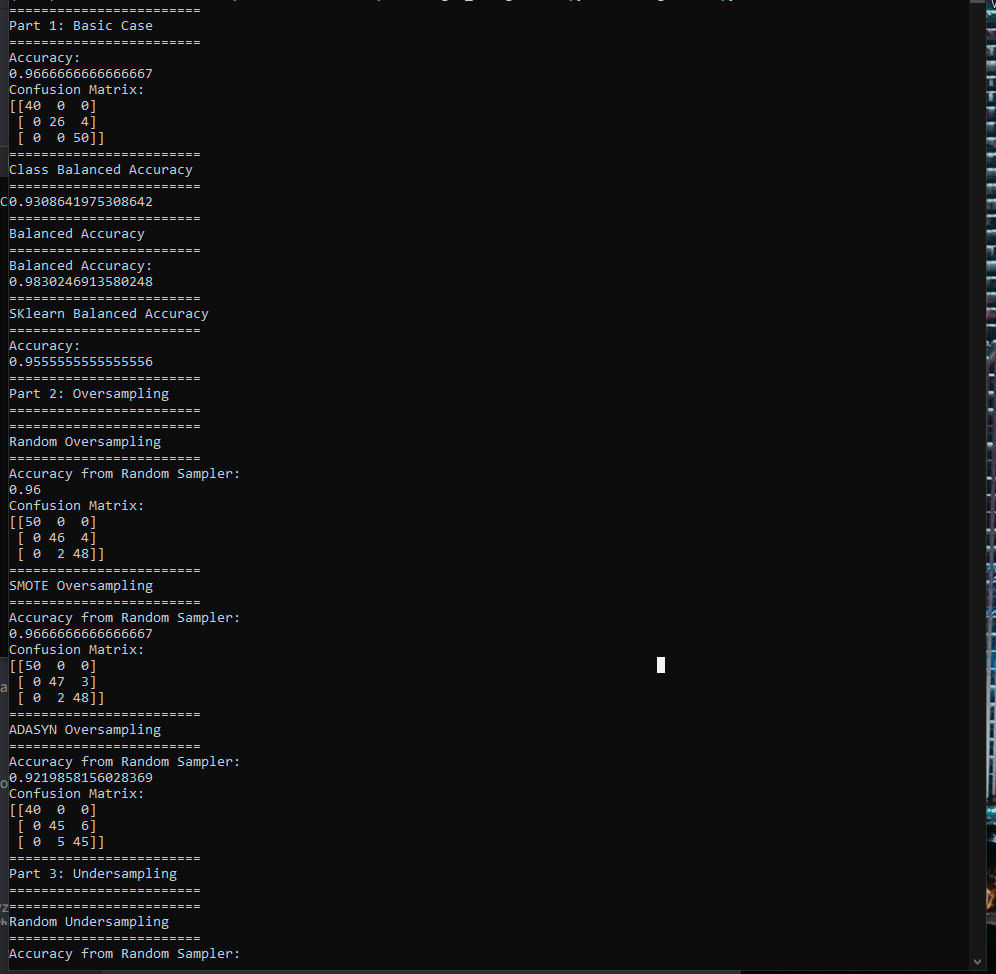 ========================
Part 1: Basic Case
========================
Accuracy:
0.9666666666666667
Confusion Matrix:
[[40  0  0]
 [ 0 26  4]
 [ 0  0 50]]
========================
Class Balanced Accuracy
========================
0.9308641975308642
========================
Balanced Accuracy
========================
Balanced Accuracy:
0.9830246913580248
========================
SKlearn Balanced Accuracy
========================
Accuracy:
0.9555555555555556
========================
Part 2: Oversampling
========================
========================
Random Oversampling
========================
Accuracy from Random Sampler:
0.96
Confusion Matrix:
[[50  0  0]
 [ 0 46  4]
 [ 0  2 48]]
========================
SMOTE Oversampling
========================
Accuracy from Random Sampler:
0.9666666666666667
Confusion Matrix:
[[50  0  0]
 [ 0 47  3]
 [ 0  2 48]]
========================
ADASYN Oversampling
========================
Accuracy from Random Sampler:
0.9219858156028369
Confusion Matrix:
[[40  0  0]
 [ 0 45  6]
 [ 0  5 45]]
========================
Part 3: Undersampling
========================
========================
Random Undersampling
========================
Accuracy from Random Sampler: